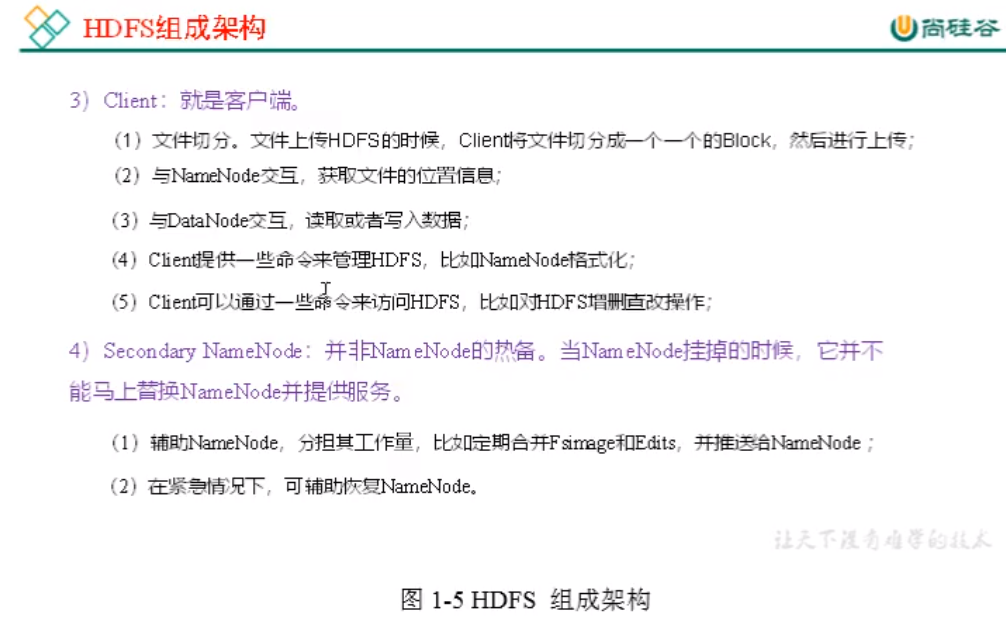 HDFS组成架构
尚硅谷
3）Client：就是客户端。
（1）文件切分。文件上传HDFS的时候，Client将文件切分成一个一个的Block，然后进行上传；
（2）与NameNode交互，获取文件的位置信息；
（3）与DataNode交互，读取或者写入数据；
（4）Client提供一些命令来管理HDFS，比如NameNode格式化；
（5）Client可以通过一些命令来访问HDFS，比如对HDFS增删查改操作；
4）Secondary NameNode：并非NameNode的热备。当NameNode挂掉的时候，它并不
能马上替换NameNode并提供服务。
（1）辅助NameNode，分担其工作量，比如定期合并Fsimage和Edits，并推送给NameNode ；
（2）在紧急情况下，可辅助恢复NameNode。
让天下没有难学的技术
图 1-5 HDFS 组成架构